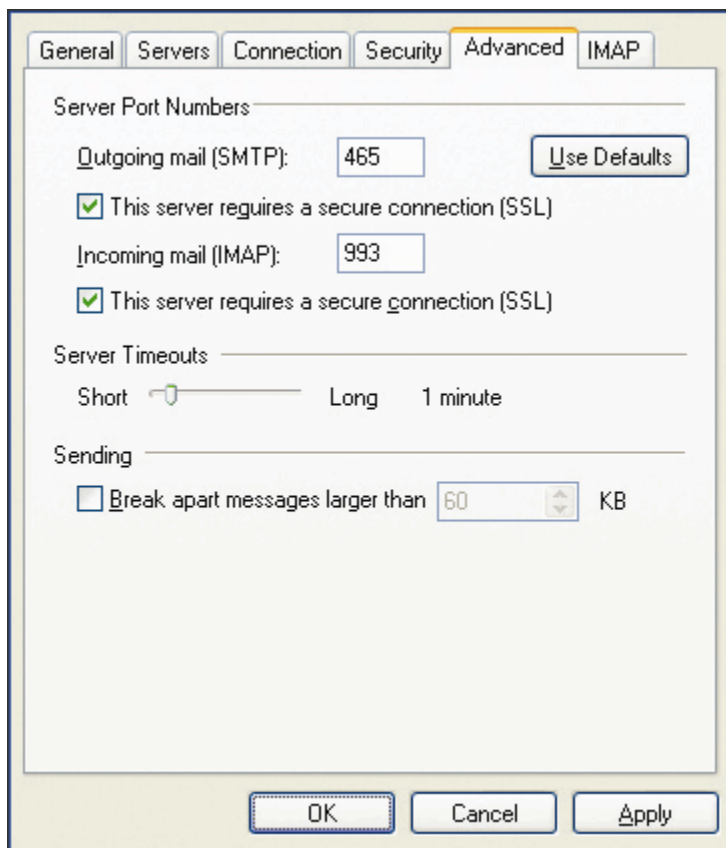 General Servers Connection Security Advanced IMAP
Server Port Numbers
Outgoing mail (SMTP): 465 Use Defaults
This server requires a secure connection (SSL)
Incoming mail (IMAP): 993
This server requires a secure connection (SSL)
Server Timeouts
Short Long 1 minute
Sending
Break apart messages larger than 60 KB
OK Cancel Apply